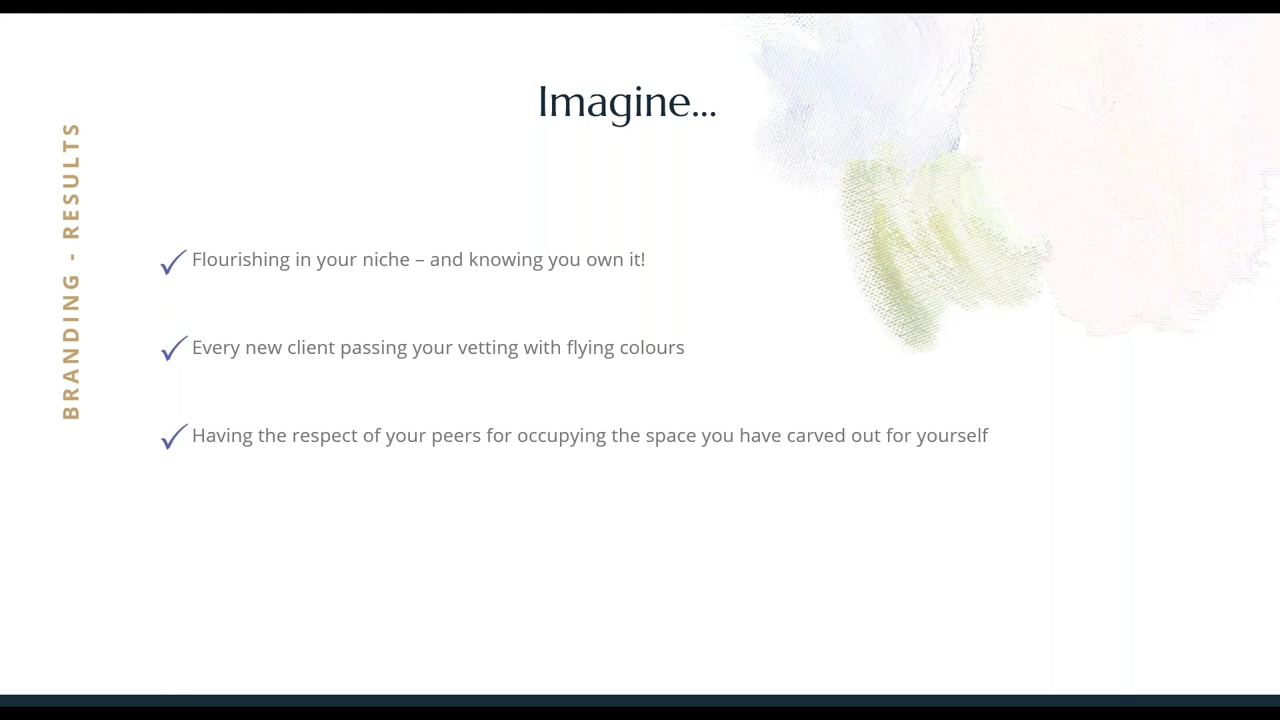 Imagine...
BRANDING - RESULTS
Flourishing in your niche – and knowing you own it!
Every new client passing your vetting with flying colours
Having the respect of your peers for occupying the space you have carved out for yourself